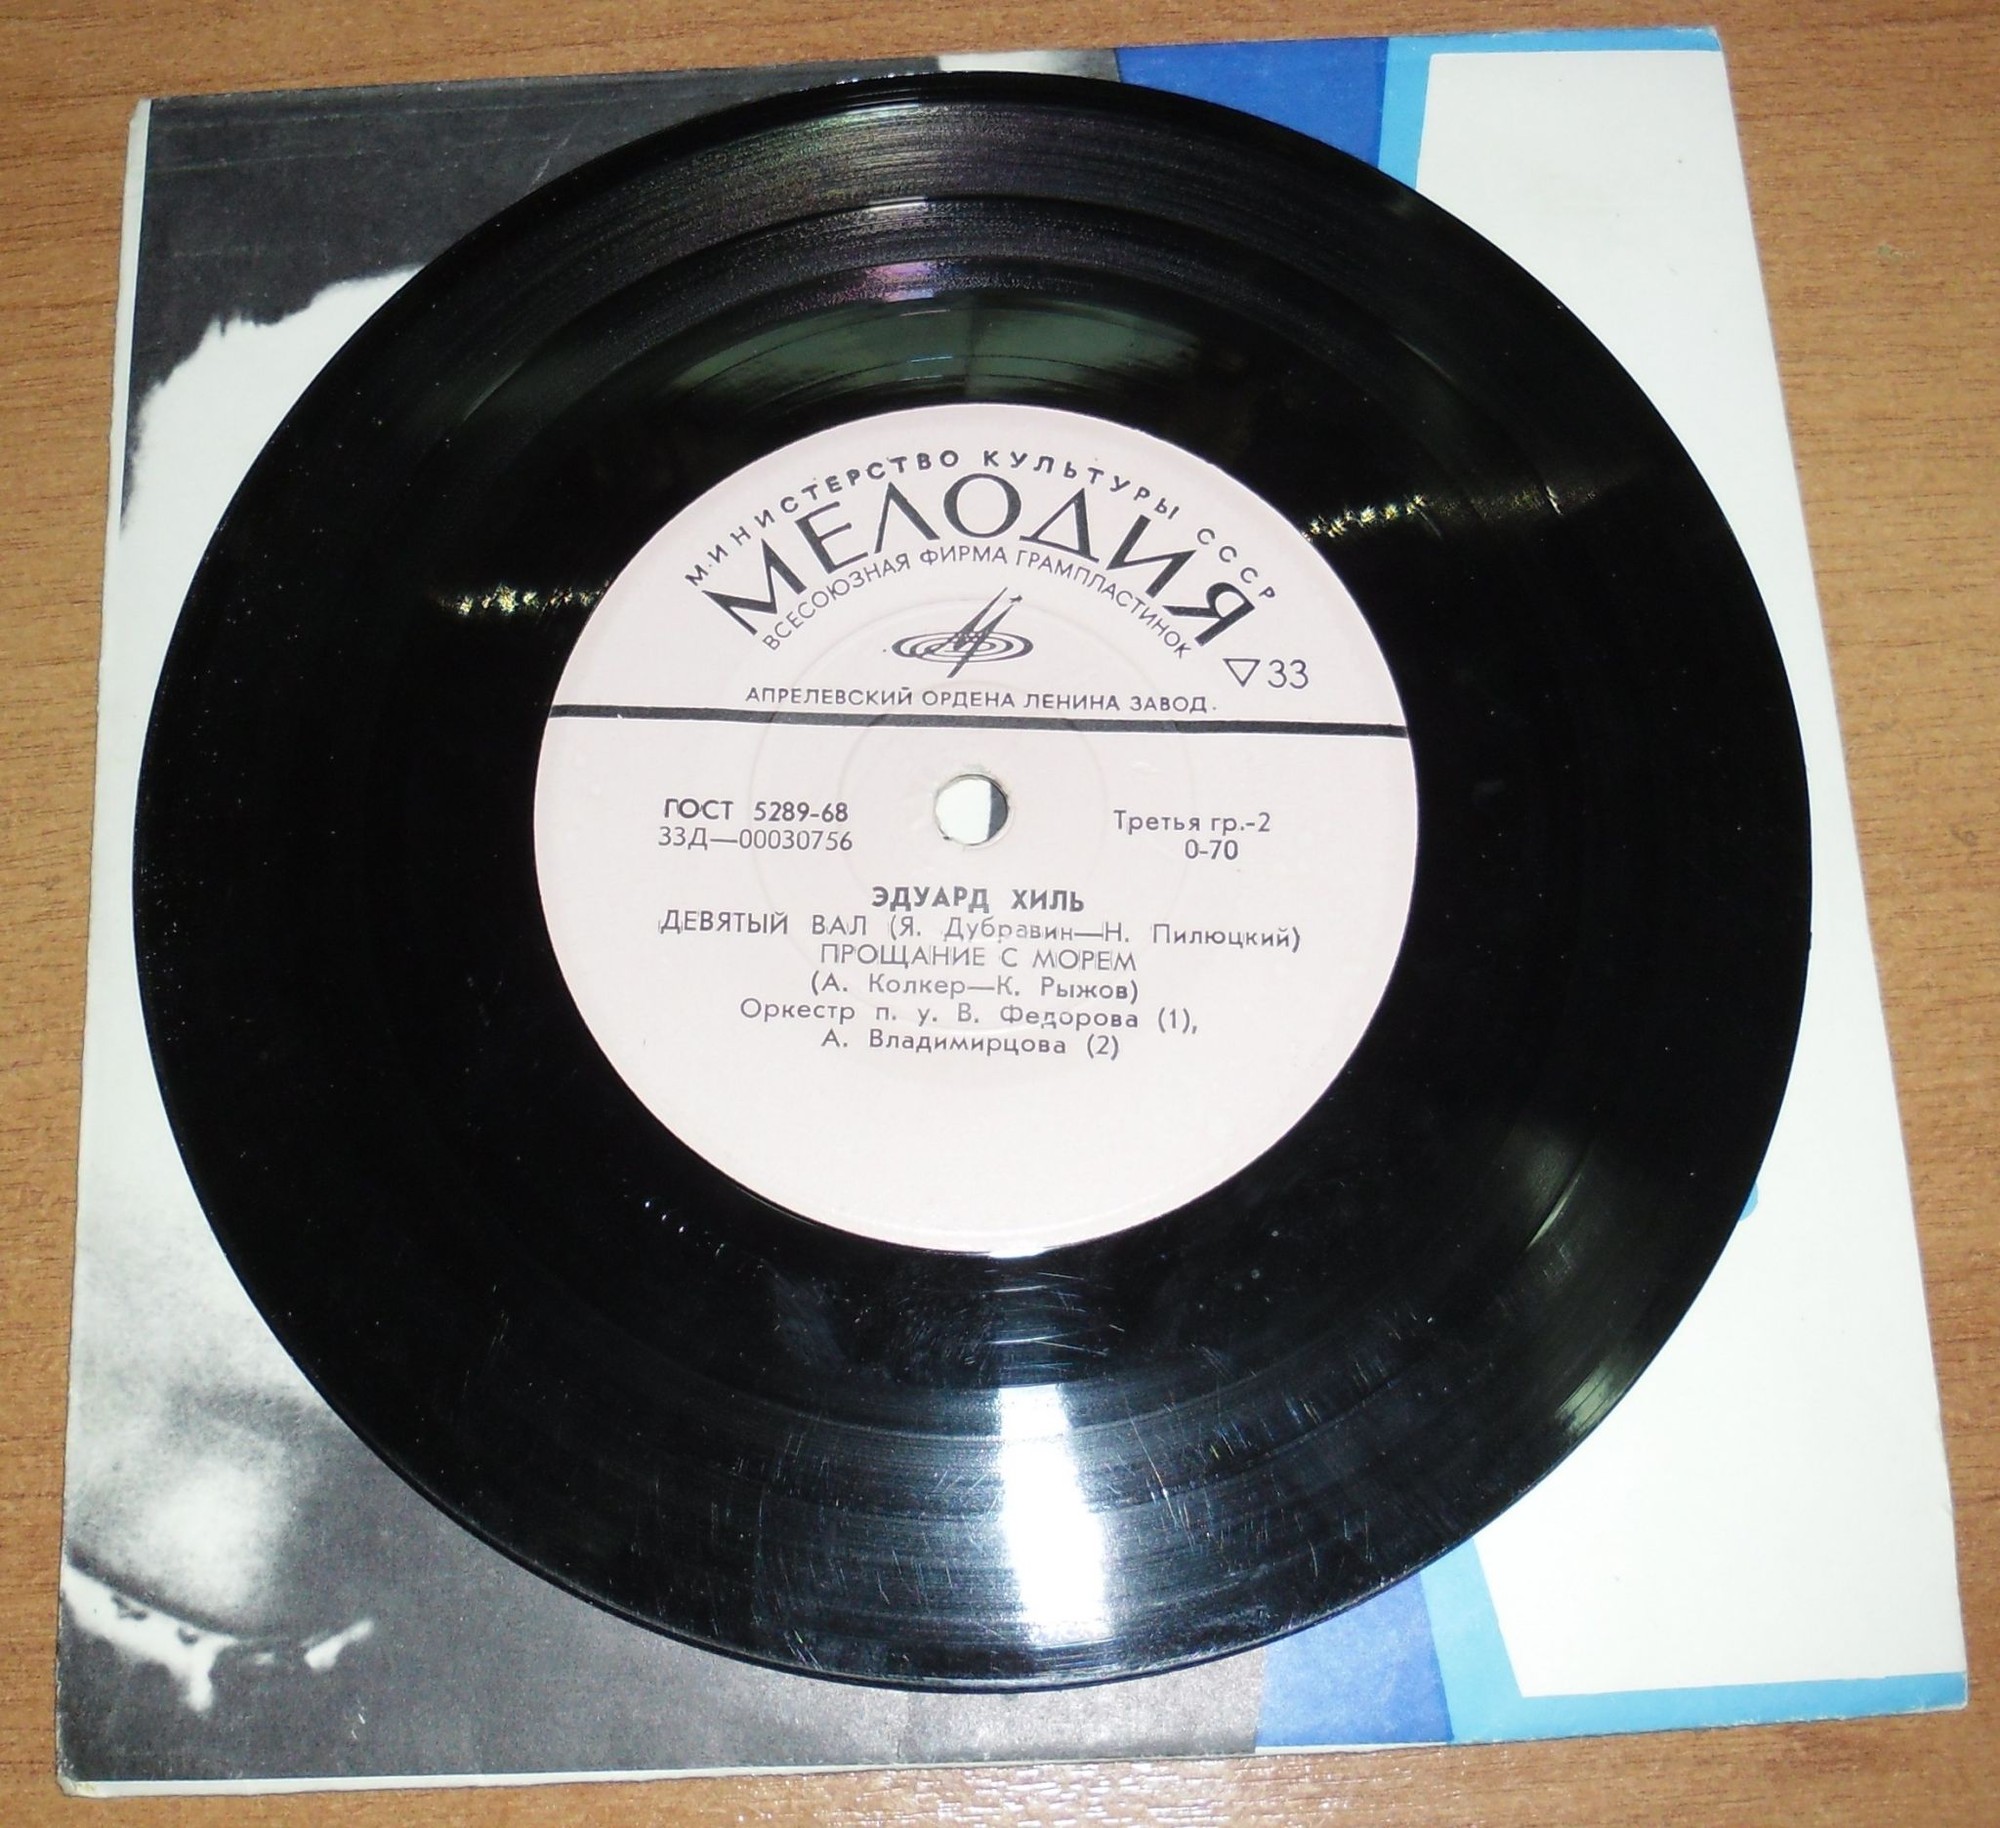 МИНИСТЕРСТВО КУЛЬТУРЫ СССР
МЕЛОДИЯ
ВСЕСОЮЗНАЯ ФИРМА ГРАМПЛАСТИНОК
33
АПРЕЛЕВСКИЙ ОРДЕНА ЛЕНИНА ЗАВОД
ГОСТ 5289-68
33Д—00030756
Третья гр.-2
0-70
ЭДУАРД ХИЛЬ
ДЕВЯТЫЙ ВАЛ (Я. Дубравин—Н. Пилюцкий)
ПРОЩАНИЕ С МОРЕМ
(А. Колкер—К. Рыжов)
Оркестр п. у. В. Федорова (1),
А. Владимирцова (2)